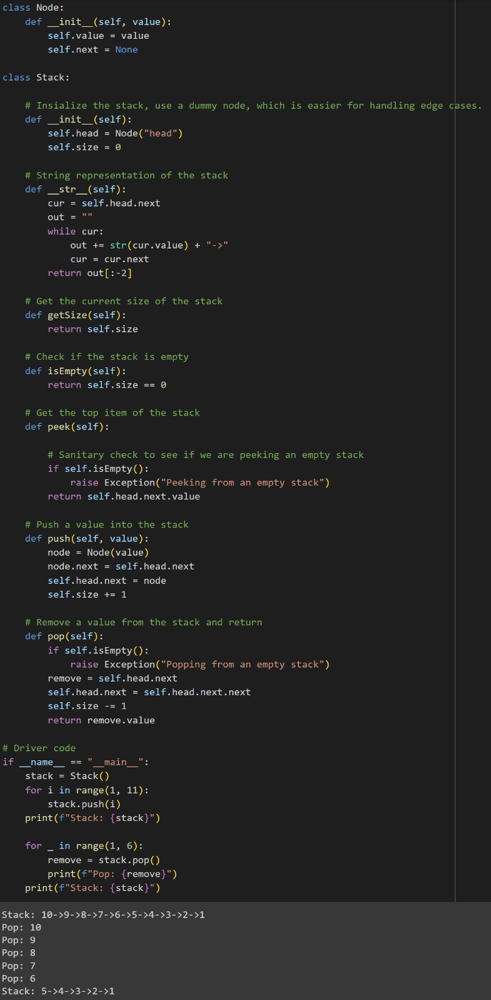 class Node:
    def __init__(self, value):
        self.value = value
        self.next = None

class Stack:

    # Insialize the stack, use a dummy node, which is easier for handling edge cases.
    def __init__(self):
        self.head = Node("head")
        self.size = 0

    # String representation of the stack
    def __str__(self):
        cur = self.head.next
        out = ""
        while cur:
            out += str(cur.value) + "->"
            cur = cur.next
        return out[:-2]

    # Get the current size of the stack
    def getSize(self):
        return self.size

    # Check if the stack is empty
    def isEmpty(self):
        return self.size == 0

    # Get the top item of the stack
    def peek(self):

        # Sanitary check to see if we are peeking an empty stack
        if self.isEmpty():
            raise Exception("Peeking from an empty stack")
        return self.head.next.value

    # Push a value into the stack
    def push(self, value):
        node = Node(value)
        node.next = self.head.next
        self.head.next = node
        self.size += 1

    # Remove a value from the stack and return
    def pop(self):
        if self.isEmpty():
            raise Exception("Popping from an empty stack")
        remove = self.head.next
        self.head.next = self.head.next.next
        self.size -= 1
        return remove.value

# Driver code
if __name__ == "__main__":
    stack = Stack()
    for i in range(1, 11):
        stack.push(i)
    print(f"Stack: {stack}")

    for _ in range(1, 6):
        remove = stack.pop()
        print(f"Pop: {remove}")
    print(f"Stack: {stack}")
Stack: 10->9->8->7->6->5->4->3->2->1
Pop: 10
Pop: 9
Pop: 8
Pop: 7
Pop: 6
Stack: 5->4->3->2->1